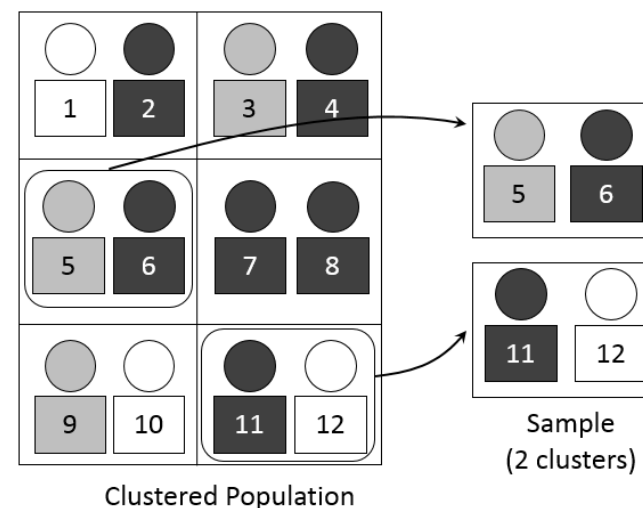 1 2 3 4
5 6 7 8
9 10 11 12
Clustered Population
5 6
11 12
Sample
(2 clusters)